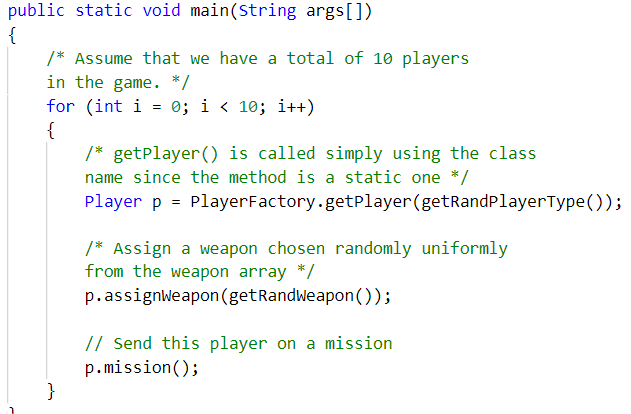 public static void main(String args[])
{
/* Assume that we have a total of 10 players
in the game. */
for (int i = 0; i < 10; i++)
{
/* getPlayer() is called simply using the class
name since the method is a static one */
Player p = PlayerFactory.getPlayer(getRandPlayerType());
/* Assign a weapon chosen randomly uniformly
from the weapon array */
p.assignWeapon(getRandWeapon());
// Send this player on a mission
p.mission();
}